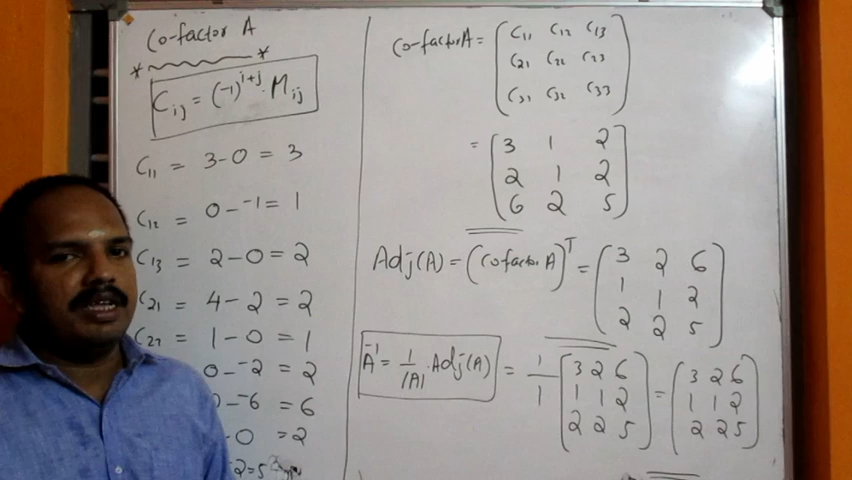 Co-factor A
* *
Cij = (-1)^i+j . Mij
C11 = 3-0 = 3
C12 = 0 - -1 = 1
C13 = 2-0 = 2
C21 = 4-2 = 2
C22 = 1-0 = 1
0 - -2 = 2
- -6 = 6
-0 = 2
-2=5
Co-factor A = [C11 C12 C13
C21 C22 C23
C31 C32 C33]
= [3 1 2
2 1 2
6 2 5]
Adj(A) = (Cofactor A)^T = [3 2 6
1 1 2
2 2 5]
A^-1 = 1/|A| . Adj(A) = 1/1 [3 2 6
1 1 2
2 2 5] = [3 2 6
1 1 2
2 2 5]